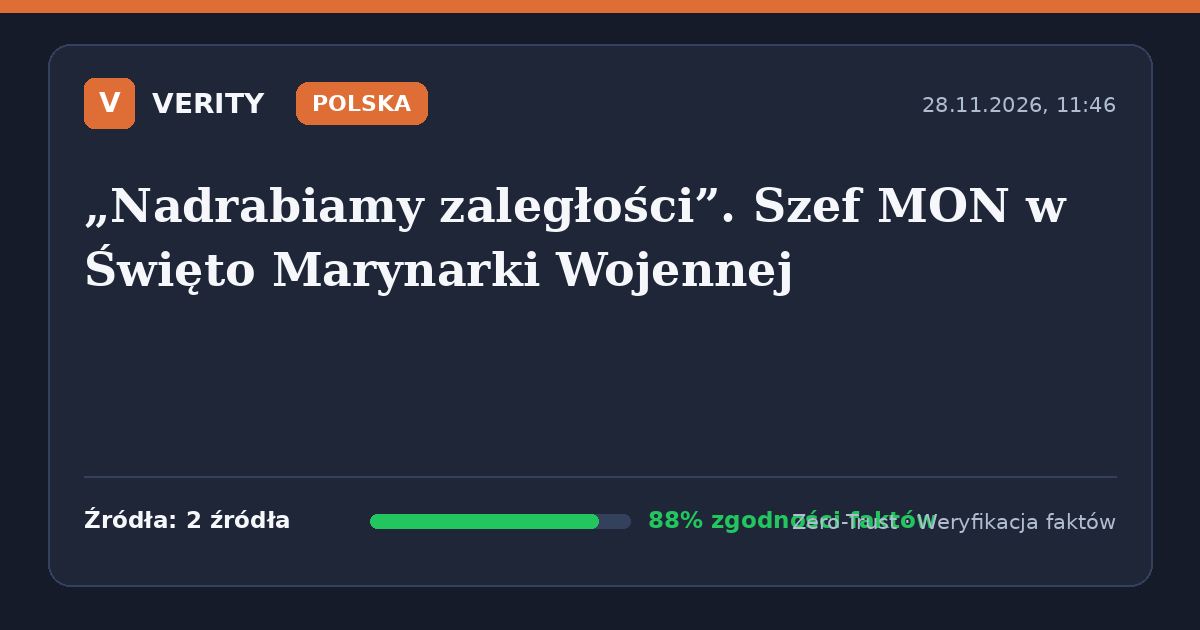 V VERITY POLSKA 28.11.2026, 11:46
„Nadrabiamy zaległości”. Szef MON w
Święto Marynarki Wojennej
Źródła: 2 źródła 88% zgodności faktów Zero-Trust · Weryfikacja faktów